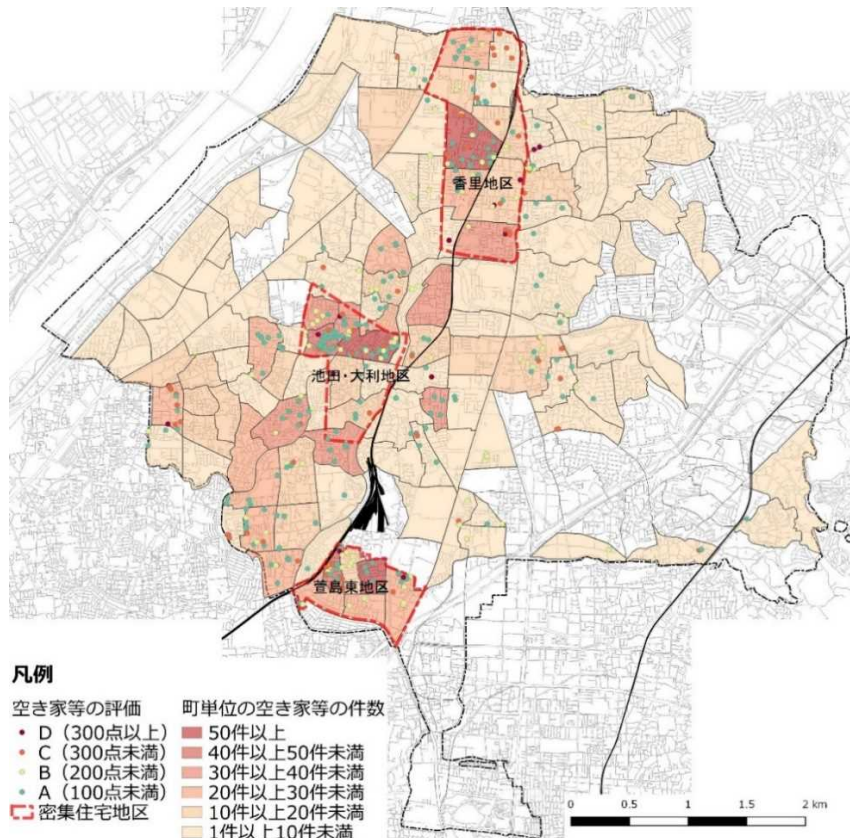 香里地区
池田・大利地区
萱島東地区
凡例
空き家等の評価
D（300点以上）
C（300点未満）
B（200点未満）
A（100点未満）
密集住宅地区
町単位の空き家等の件数
50件以上
40件以上50件未満
30件以上40件未満
20件以上30件未満
10件以上20件未満
1件以上10件未満
0 0.5 1 1.5 2 km